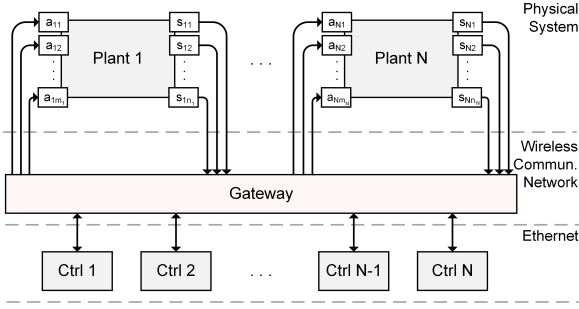 Physical
System
a11 s11 aN1 sN1
a12 Plant 1 s12 aN2 Plant N sN2
. . .
a1m1 s1n1 aNmN sNnN
Wireless
Commun.
Network
Gateway
Ethernet
Ctrl 1 Ctrl 2 . . . Ctrl N-1 Ctrl N